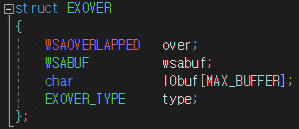 struct EXOVER
{
WSAOVERLAPPED over;
WSABUF wsabuf;
char IObuf[MAX_BUFFER];
EXOVER_TYPE type;
};